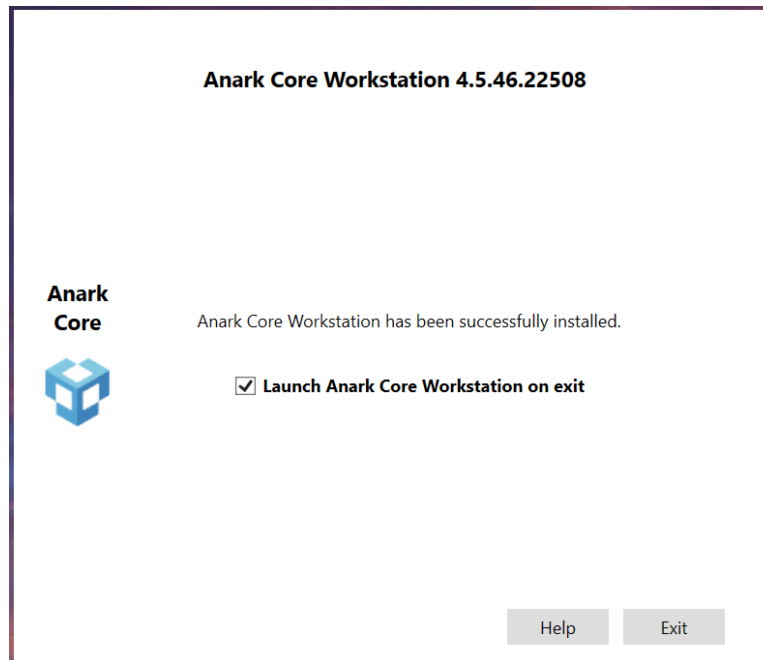 Anark Core Workstation 4.5.46.22508
Anark
Core
Anark Core Workstation has been successfully installed.
Launch Anark Core Workstation on exit
Help
Exit